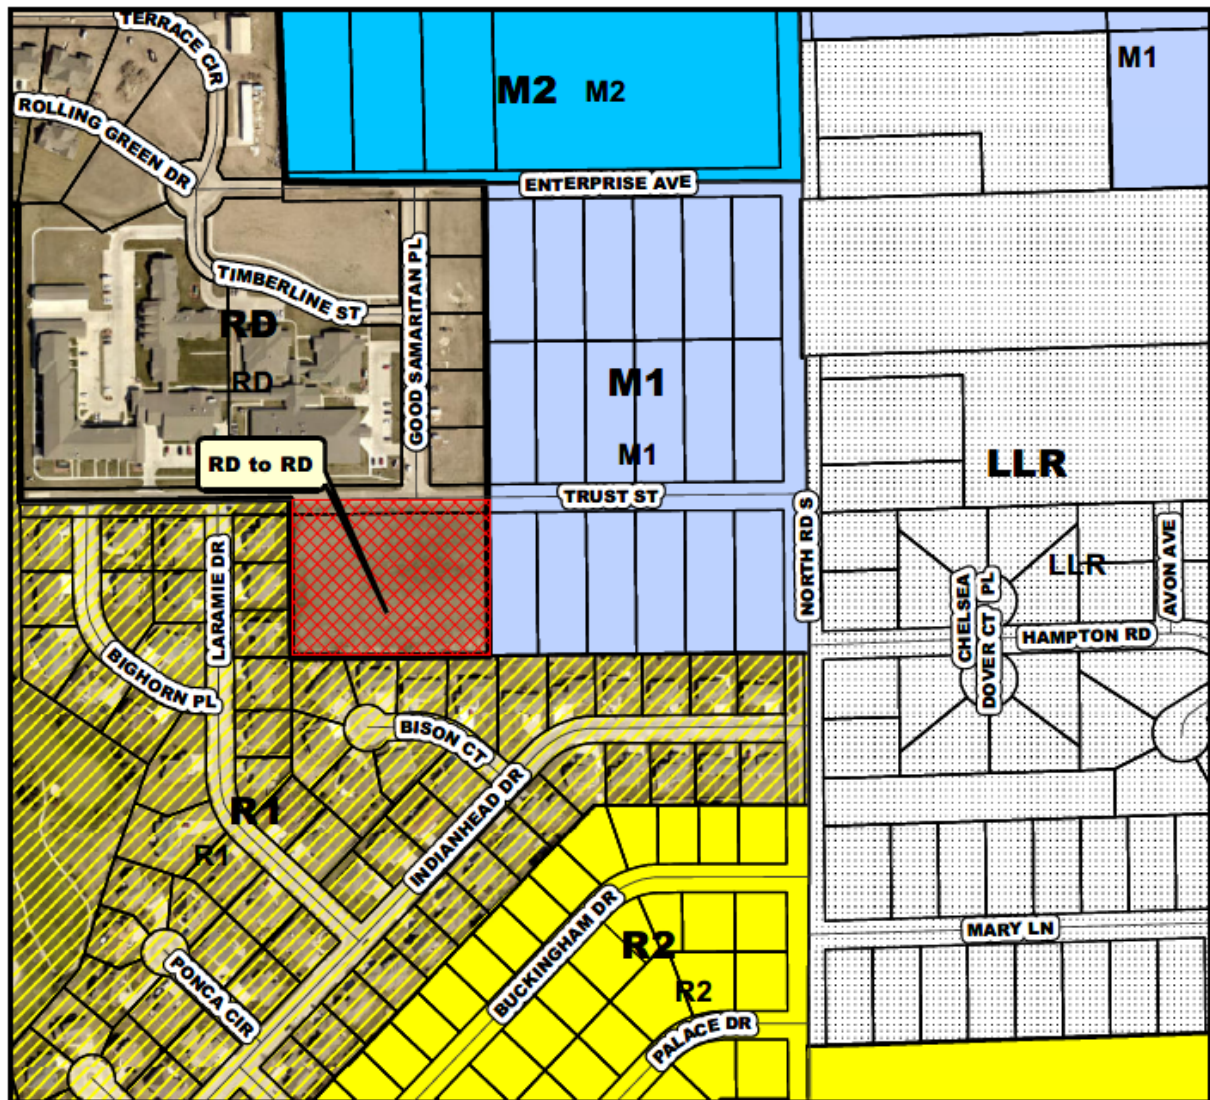 TERRACE CIR
M2
M2
M1
ROLLING GREEN DR
ENTERPRISE AVE
TIMBERLINE ST
GOOD SAMARITAN PL
RD
RD
M1
M1
RD to RD
LLR
TRUST ST
NORTH RD S
LARAMIE DR
LLR
AVON AVE
CHELSEA PL
DOVER CT
HAMPTON RD
BIGHORN PL
BISON CT
INDIANHEAD DR
R1
R1
BUCKINGHAM DR
R2
R2
MARY LN
PONCA CIR
PALACE DR